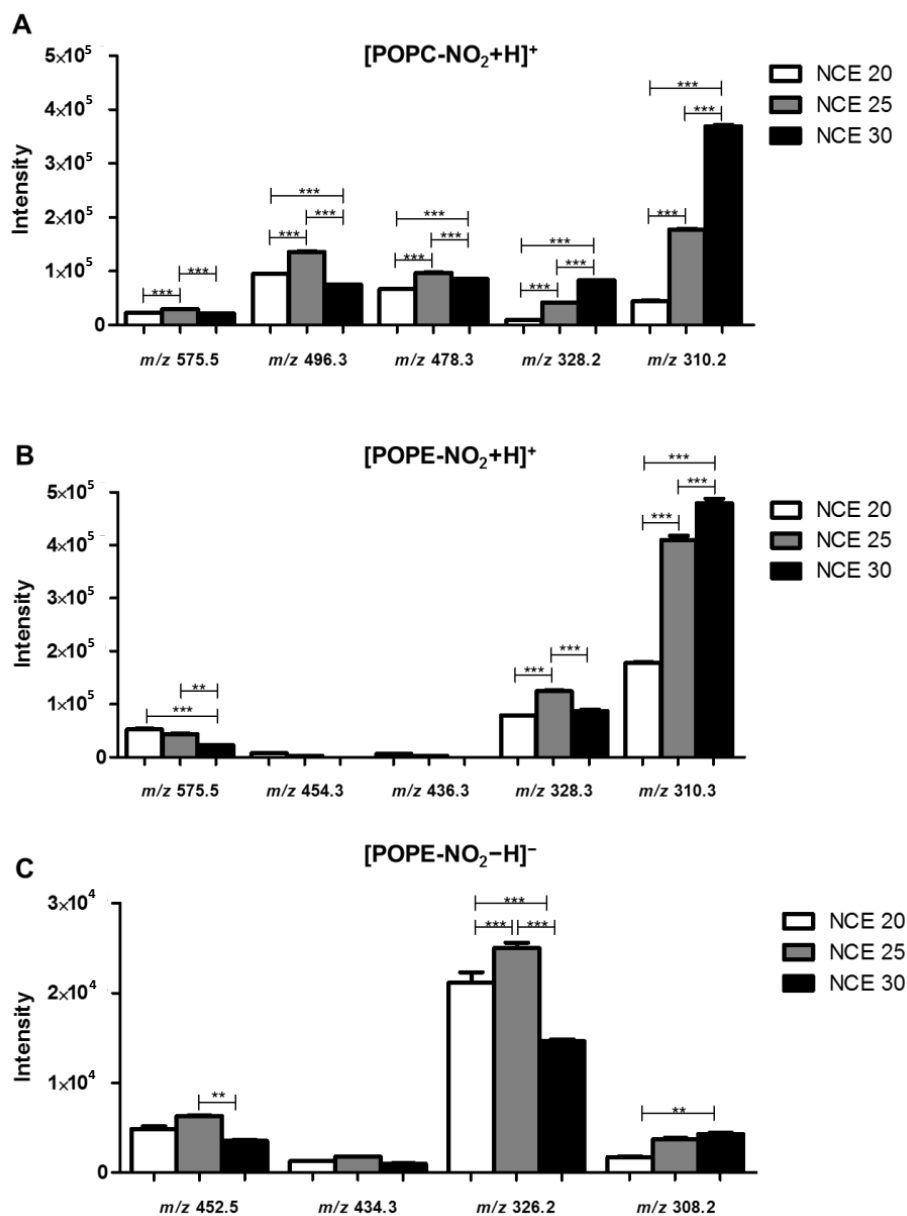 A
[POPC-NO₂+H]⁺
5×10⁵
4×10⁵
3×10⁵
2×10⁵
1×10⁵
0
Intensity
NCE 20
NCE 25
NCE 30
*** *** *** *** *** *** *** *** *** *** *** *** *** ***
m/z 575.5 m/z 496.3 m/z 478.3 m/z 328.2 m/z 310.2
B
[POPE-NO₂+H]⁺
5×10⁵
4×10⁵
3×10⁵
2×10⁵
1×10⁵
0
Intensity
NCE 20
NCE 25
NCE 30
** *** *** *** *** *** ***
m/z 575.5 m/z 454.3 m/z 436.3 m/z 328.3 m/z 310.3
C
[POPE-NO₂−H]⁻
3×10⁴
2×10⁴
1×10⁴
0
Intensity
NCE 20
NCE 25
NCE 30
** *** *** *** **
m/z 452.5 m/z 434.3 m/z 326.2 m/z 308.2